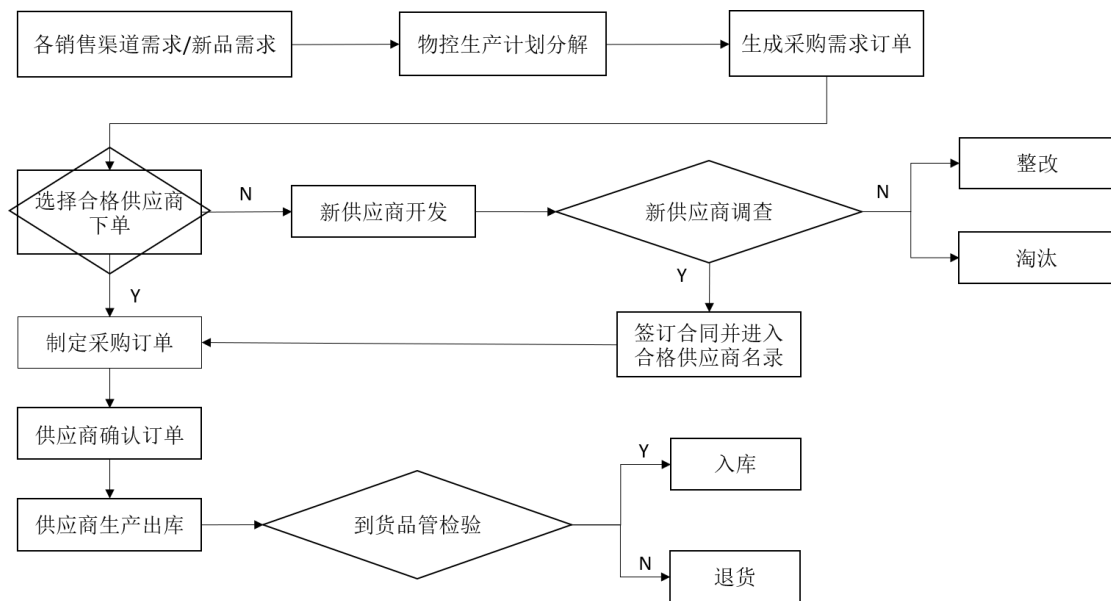 各销售渠道需求/新品需求
物控生产计划分解
生成采购需求订单
选择合格供应商
下单
N
新供应商开发
新供应商调查
N
整改
淘汰
Y
Y
制定采购订单
签订合同并进入
合格供应商名录
供应商确认订单
供应商生产出库
到货品管检验
Y
入库
N
退货